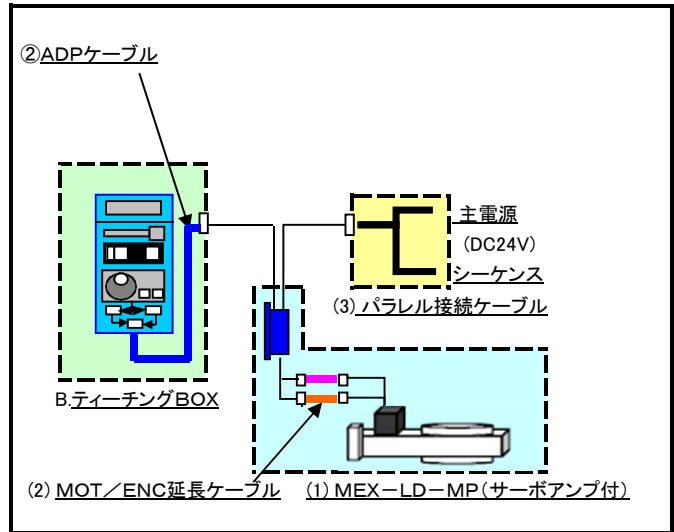 ②ADPケーブル
主電源
(DC24V)
シーケンス
(3) パラレル接続ケーブル
B.ティーチングBOX
(2) MOT/ENC延長ケーブル
(1) MEX-LD-MP(サーボアンプ付)